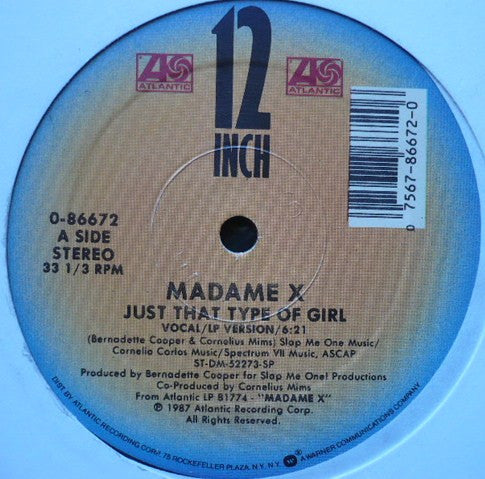 12
INCH
ATLANTIC
ATLANTIC
0 7567-86672-0
0-86672
A SIDE
STEREO
33 1/3 RPM
MADAME X
JUST THAT TYPE OF GIRL
VOCAL/LP VERSION/6:21
(Bernadette Cooper & Cornelius Mims) Slap Me One Music/
Cornelio Carlos Music/Spectrum VII Music, ASCAP
ST-DM-52273-SP
Produced by Bernadette Cooper for Slap Me One! Productions
Co-Produced by Cornelius Mims
From Atlantic LP 81774 - "MADAME X"
℗ 1987 Atlantic Recording Corp.
All Rights Reserved.
DIST. BY ATLANTIC RECORDING CORP., 75 ROCKEFELLER PLAZA, N.Y., N.Y. A WARNER COMMUNICATIONS COMPANY